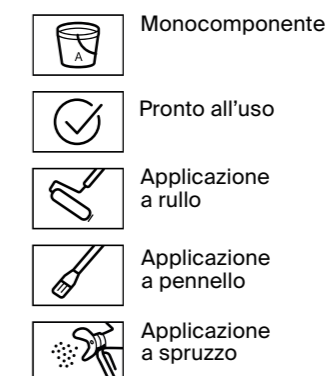 A
Monocomponente
Pronto all'uso
Applicazione
a rullo
Applicazione
a pennello
Applicazione
a spruzzo